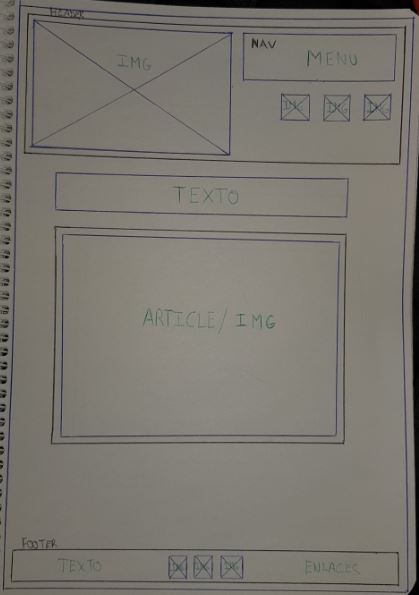 HEADER
IMG
NAV
MENU
IMG IMG IMG
TEXTO
ARTICLE/IMG
FOOTER
TEXTO
IMG IMG IMG
ENLACES